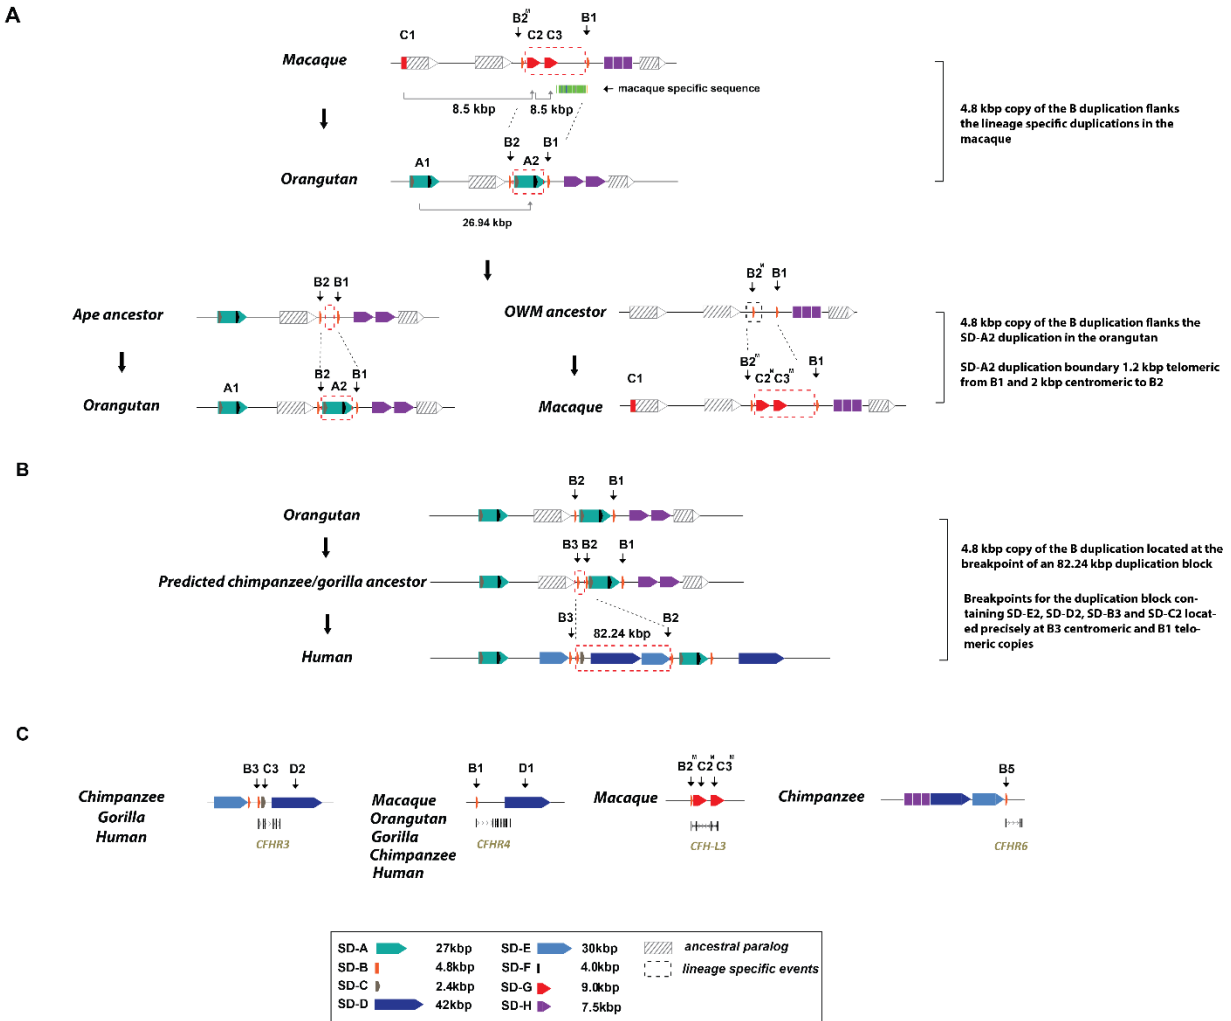 A
B2ᴹ B1
C1 C2 C3
Macaque
← macaque specific sequence
8.5 kbp 8.5 kbp
B2 B1
A1 A2
Orangutan
26.94 kbp
4.8 kbp copy of the B duplication flanks
the lineage specific duplications in the
macaque
B2 B1
Ape ancestor
B2 B1
A1 A2
Orangutan
B2ᴹ B1
OWM ancestor
B2ᴹ B1
C1 C2ᴹ C3ᴹ
Macaque
4.8 kbp copy of the B duplication flanks the
SD-A2 duplication in the orangutan
SD-A2 duplication boundary 1.2 kbp telomeric
from B1 and 2 kbp centromeric to B2
B
B2 B1
Orangutan
B3 B2 B1
Predicted chimpanzee/gorilla ancestor
B3 B2
82.24 kbp
Human
4.8 kbp copy of the B duplication located at the
breakpoint of an 82.24 kbp duplication block
Breakpoints for the duplication block con-
taining SD-E2, SD-D2, SD-B3 and SD-C2 locat-
ed precisely at B3 centromeric and B1 telo-
meric copies
C
B3 C3 D2
Chimpanzee
Gorilla
Human
CFHR3
B1 D1
Macaque
Orangutan
Gorilla
Chimpanzee
Human
CFHR4
B2ᴹ C2ᴹ C3ᴹ
Macaque
CFH-L3
B5
Chimpanzee
CFHR6
SD-A 27kbp
SD-B 4.8kbp
SD-C 2.4kbp
SD-D 42kbp
SD-E 30kbp
SD-F 4.0kbp
SD-G 9.0kbp
SD-H 7.5kbp
ancestral paralog
lineage specific events